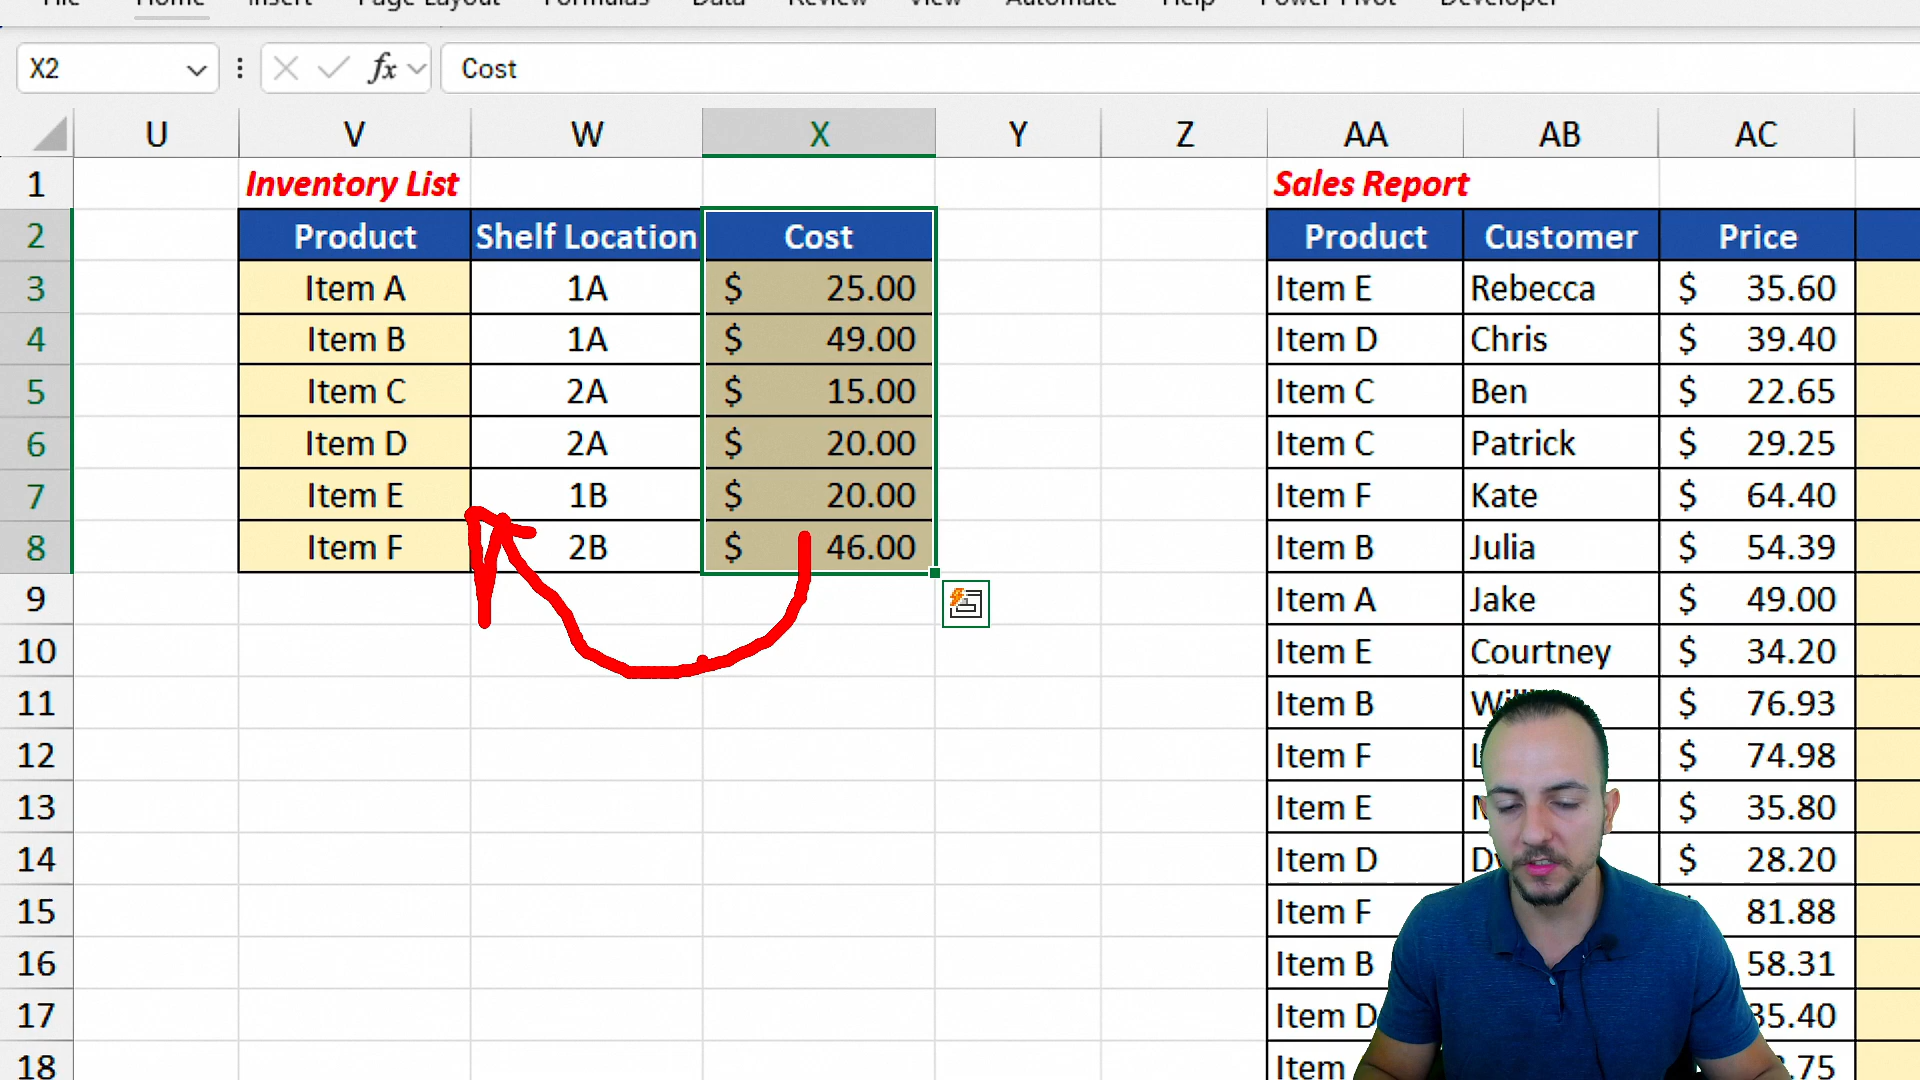 File Home Insert Page Layout Formulas Data Review View Automate Help Power Pivot Developer
X2 fx Cost
U V W X Y Z AA AB AC
1 Inventory List Sales Report
2 Product Shelf Location Cost Product Customer Price
3 Item A 1A $ 25.00 Item E Rebecca $ 35.60
4 Item B 1A $ 49.00 Item D Chris $ 39.40
5 Item C 2A $ 15.00 Item C Ben $ 22.65
6 Item D 2A $ 20.00 Item C Patrick $ 29.25
7 Item E 1B $ 20.00 Item F Kate $ 64.40
8 Item F 2B $ 46.00 Item B Julia $ 54.39
9 Item A Jake $ 49.00
10 Item E Courtney $ 34.20
11 Item B $ 76.93
12 Item F $ 74.98
13 Item E $ 35.80
14 Item D $ 28.20
15 Item F 81.88
16 Item B 58.31
17 Item D 35.40
18 Item .75